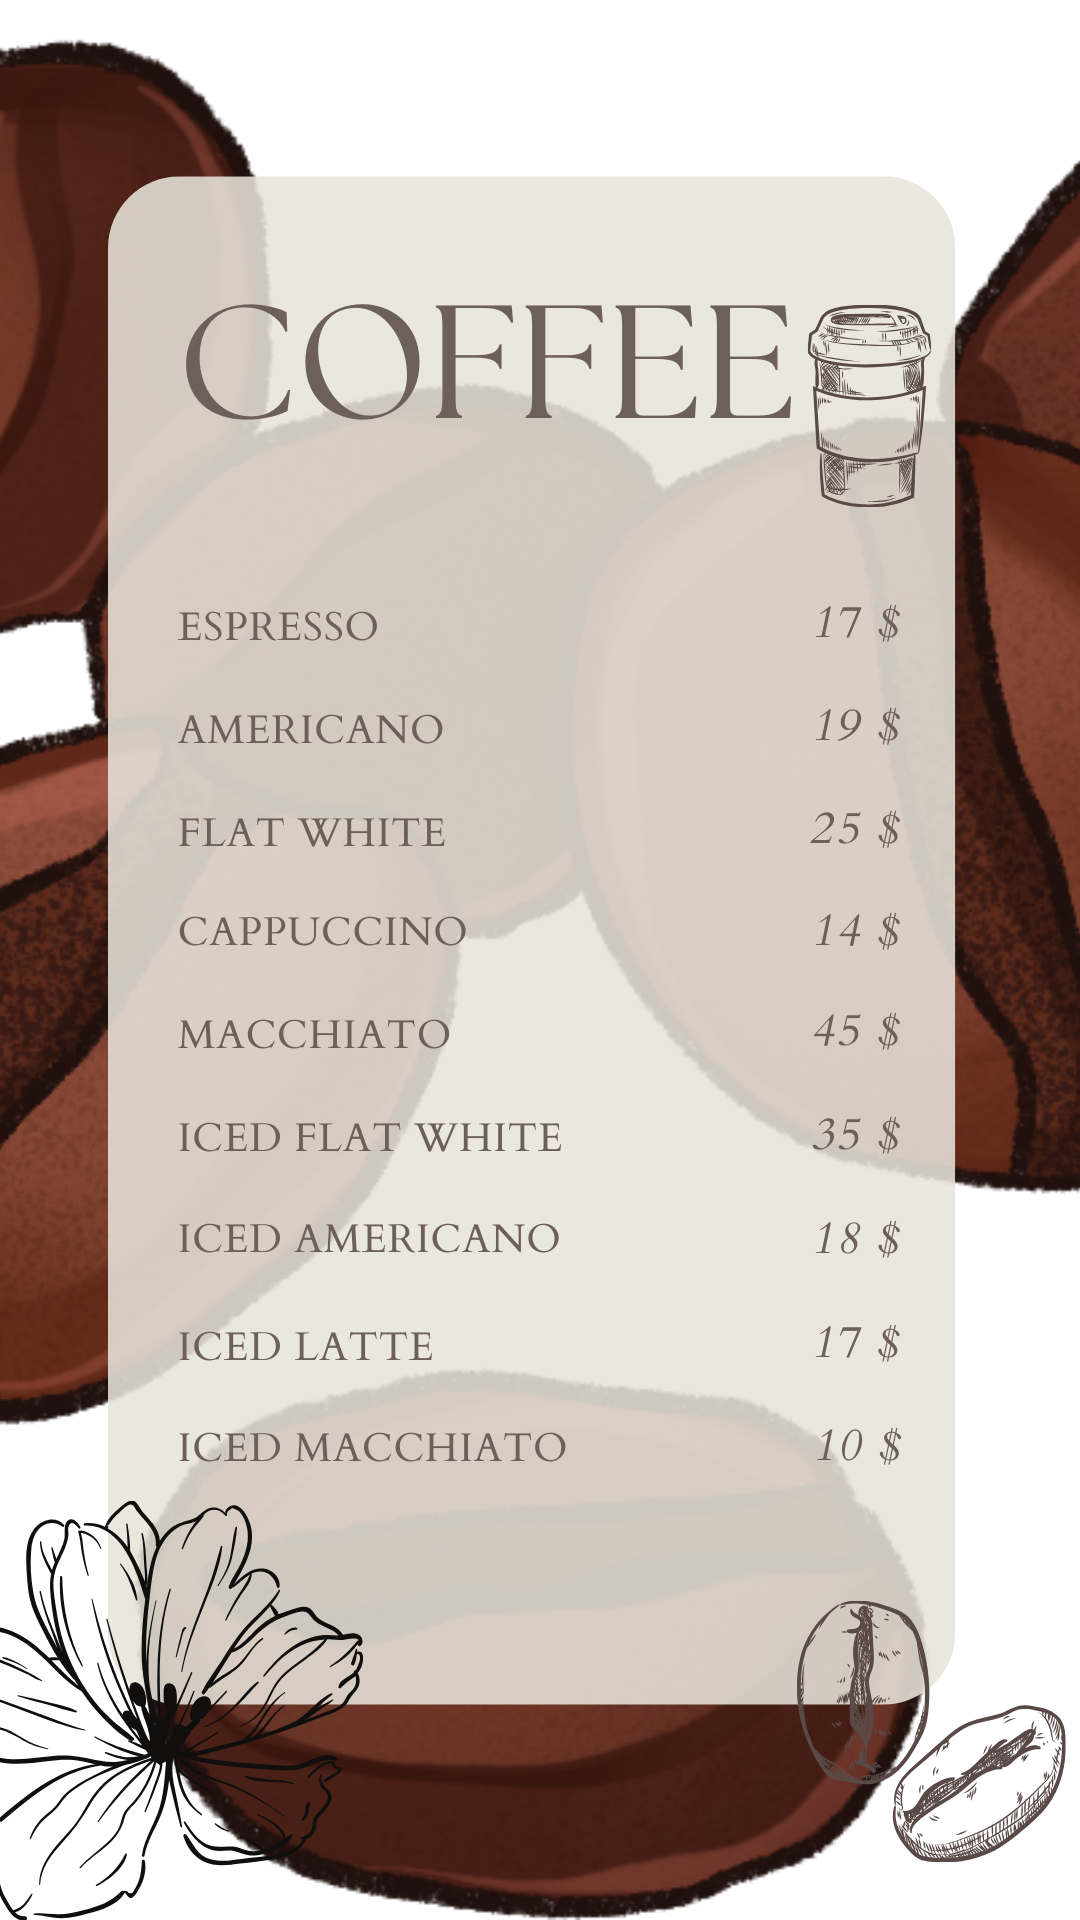 COFFEE
ESPRESSO 17 $
AMERICANO 19 $
FLAT WHITE 25 $
CAPPUCCINO 14 $
MACCHIATO 45 $
ICED FLAT WHITE 35 $
ICED AMERICANO 18 $
ICED LATTE 17 $
ICED MACCHIATO 10 $